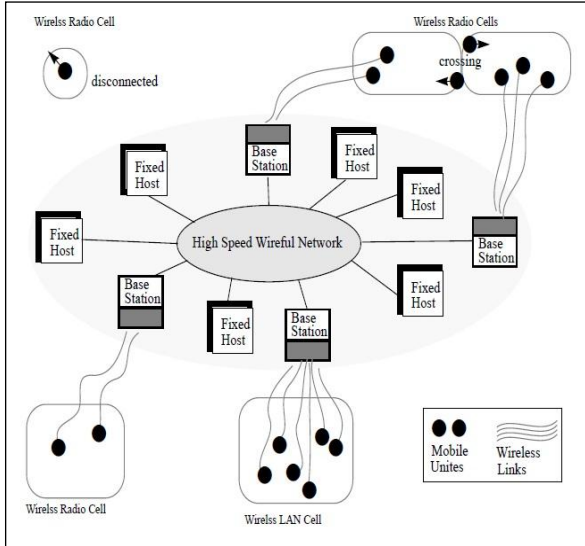 Wirelss Radio Cell
Wirelss Radio Cells
disconnected
crossing
Base
Station
Fixed
Host
Fixed
Host
Fixed
Host
Fixed
Host
High Speed Wireful Network
Base
Station
Base
Station
Fixed
Host
Fixed
Host
Base
Station
Mobile
Unites
Wireless
Links
Wirelss Radio Cell
Wirelss LAN Cell